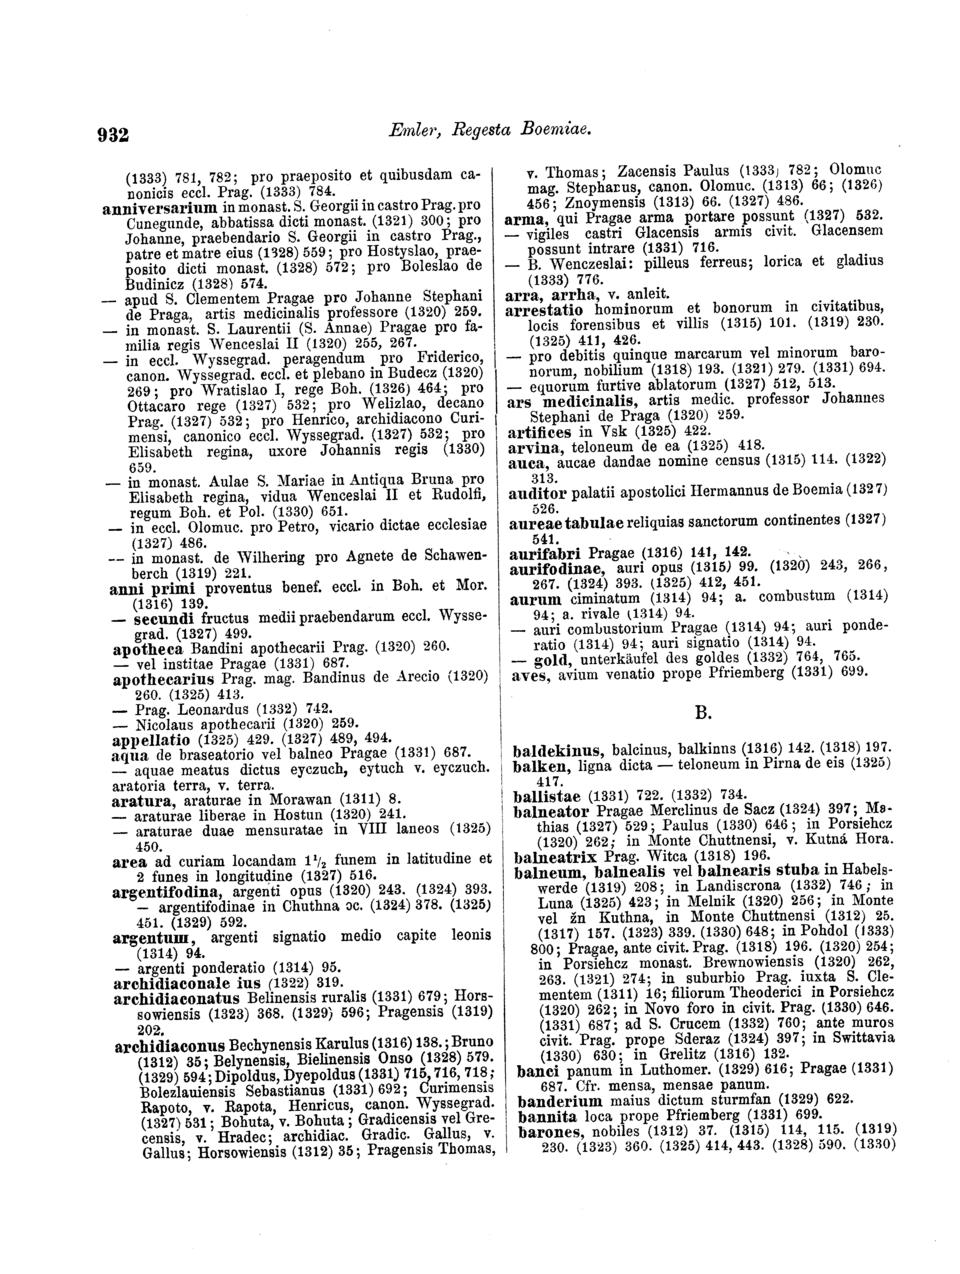 932
Emler, Regesta Boemiae.
(1333) 781, 782; pro praeposito et quibusdam ca-
nonicis eccl. Prag. (1333) 784.
anniversarium in monast. S. Georgii in castro Prag. pro
Cunegunde, abbatissa dicti monast. (1321) 300; pro
Johanne, praebendario S. Georgii in castro Prag.,
patre et matre eius (1328) 559; pro Hostyslao, prae-
posito dicti monast. (1328) 572; pro Boleslao de
Budinicz (1328) 574.
— apud S. Clementem Pragae pro Johanne Stephani
de Praga, artis medicinalis professore (1320) 259.
— in monast. S. Laurentii (S. Annae) Pragae pro fa-
milia regis Wenceslai II (1320) 255, 267.
— in eccl. Wyssegrad. peragendum pro Friderico,
canon. Wyssegrad. eccl. et plebano in Budecz (1320)
269; pro Wratislao I, rege Boh. (1326) 464; pro
Ottacaro rege (1327) 532; pro Welizlao, decano
Prag. (1327) 532; pro Henrico, archidiacono Curi-
mensi, canonico eccl. Wyssegrad. (1327) 532; pro
Elisabeth regina, uxore Johannis regis (1330)
659.
— in monast. Aulae S. Mariae in Antiqua Bruna pro
Elisabeth regina, vidua Wenceslai II et Rudolfi,
regum Boh. et Pol. (1330) 651.
— in eccl. Olomuc. pro Petro, vicario dictae ecclesiae
(1327) 486.
— in monast. de Wilhering pro Agnete de Schawen-
berch (1319) 221.
anni primi proventus benef. eccl. in Boh. et Mor.
(1316) 139.
— secundi fructus medii praebendarum eccl. Wysse-
grad. (1327) 499.
apotheca Bandini apothecarii Prag. (1320) 260.
— vel institae Pragae (1331) 687.
apothecarius Prag. mag. Bandinus de Arecio (1320)
260. (1325) 413.
— Prag. Leonardus (1332) 742.
— Nicolaus apothecarii (1320) 259.
appellatio (1325) 429. (1327) 489, 494.
aqua de braseatorio vel balneo Pragae (1331) 687.
— aquae meatus dictus eyczuch, eytuch v. eyczuch.
aratoria terra, v. terra.
aratura, araturae in Morawan (1311) 8.
— araturae liberae in Hostun (1320) 241.
— araturae duae mensuratae in VIII laneos (1325)
450.
area ad curiam locandam 1½ funem in latitudine et
2 funes in longitudine (1327) 516.
argentifodina, argenti opus (1320) 243. (1324) 393.
— argentifodinae in Chuthna oc. (1324) 378. (1325)
451. (1329) 592.
argentum, argenti signatio medio capite leonis
(1314) 94.
— argenti ponderatio (1314) 95.
archidiaconale ius (1322) 319.
archidiaconatus Belinensis ruralis (1331) 679; Hors-
sowiensis (1323) 368. (1329) 596; Pragensis (1319)
202.
archidiaconus Bechynensis Karulus (1316) 138.; Bruno
(1312) 35; Belynensis, Bielinensis Onso (1328) 579.
(1329) 594; Dipoldus, Dyepoldus (1331) 715, 716, 718;
Bolezlauiensis Sebastianus (1331) 692; Curimensis
Rapoto, v. Rapota, Henricus, canon. Wyssegrad.
(1327) 531; Bohuta, v. Bohuta; Gradicensis vel Gre-
censis, v. Hradec; archidiac. Gradic. Gallus, v.
Gallus; Horsowiensis (1312) 35; Pragensis Thomas,
v. Thomas; Zacensis Paulus (1333) 782; Olomuc
mag. Stephanus, canon. Olomuc. (1313) 66; (1326)
456; Znoymensis (1313) 66. (1327) 486.
arma, qui Pragae arma portare possunt (1327) 532.
— vigiles castri Glacensis armis civit. Glacensem
possunt intrare (1331) 716.
— B. Wenczeslai: pilleus ferreus; lorica et gladius
(1333) 776.
arra, arrha, v. anleit.
arrestatio hominorum et bonorum in civitatibus,
locis forensibus et villis (1315) 101. (1319) 230.
(1325) 411, 426.
— pro debitis quinque marcarum vel minorum baro-
norum, nobilium (1318) 193. (1321) 279. (1331) 694.
— equorum furtive ablatorum (1327) 512, 513.
ars medicinalis, artis medic. professor Johannes
Stephani de Praga (1320) 259.
artifices in Vsk (1325) 422.
arvina, teloneum de ea (1325) 418.
auca, aucae dandae nomine census (1315) 114. (1322)
313.
auditor palatii apostolici Hermannus de Boemia (1327)
526.
aureae tabulae reliquias sanctorum continentes (1327)
541.
aurifabri Pragae (1316) 141, 142.
aurifodinae, auri opus (1315) 99. (1320) 243, 266,
267. (1324) 393. (1325) 412, 451.
aurum ciminatum (1314) 94; a. combustum (1314)
94; a. rivale (1314) 94.
— auri combustorium Pragae (1314) 94; auri ponde-
ratio (1314) 94; auri signatio (1314) 94.
— gold, unterkäufel des goldes (1332) 764, 765.
aves, avium venatio prope Pfriemberg (1331) 699.
B.
baldekinus, balcinus, balkinns (1316) 142. (1318) 197.
balken, ligna dicta — teloneum in Pirna de eis (1325)
417.
ballistae (1331) 722. (1332) 734.
balneator Pragae Merclinus de Sacz (1324) 397; Ma-
thias (1327) 529; Paulus (1330) 646; in Porsiehcz
(1320) 262; in Monte Chuttnensi, v. Kutná Hora.
balneatrix Prag. Witca (1318) 196.
balneum, balnealis vel balnearis stuba in Habels-
werde (1319) 208; in Landiscrona (1332) 746; in
Luna (1325) 423; in Melnik (1320) 256; in Monte
vel żn Kuthna, in Monte Chuttnensi (1312) 25.
(1317) 157. (1323) 339. (1330) 648; in Pohdol (1333)
800; Pragae, ante civit. Prag. (1318) 196. (1320) 254;
in Porsiehcz monast. Brewnowiensis (1320) 262,
263. (1321) 274; in suburbio Prag. iuxta S. Cle-
mentem (1311) 16; filiorum Theoderici in Porsiehcz
(1320) 262; in Novo foro in civit. Prag. (1330) 646.
(1331) 687; ad S. Crucem (1332) 760; ante muros
civit. Prag. prope Sderaz (1324) 397; in Swittavia
(1330) 630; in Grelitz (1316) 132.
banci panum in Luthomer. (1329) 616; Pragae (1331)
687. Cfr. mensa, mensae panum.
banderium maius dictum sturmfan (1329) 622.
bannita loca prope Pfriemberg (1331) 699.
barones, nobiles (1312) 37. (1315) 114, 115. (1319)
230. (1323) 360. (1325) 414, 443. (1328) 590. (1330)